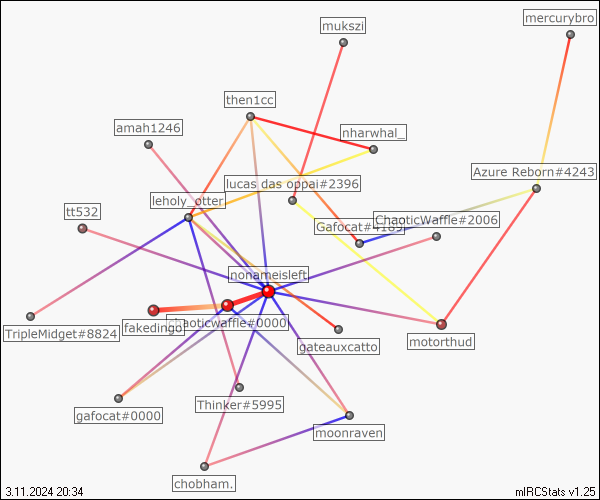 mercurybro
mukszi
then1cc
amah1246
nharwhal_
Azure Reborn#4243
lucas das oppai#2396
leholy_otter
tt532
ChaoticWaffle#2006
Gafocat#4189
nonameisleft
chaoticwaffle#0000
fakedingo
TripleMidget#8824
motorthud
gateauxcatto
Thinker#5995
gafocat#0000
moonraven
chobham.
3.11.2024 20:34
mIRCStats v1.25